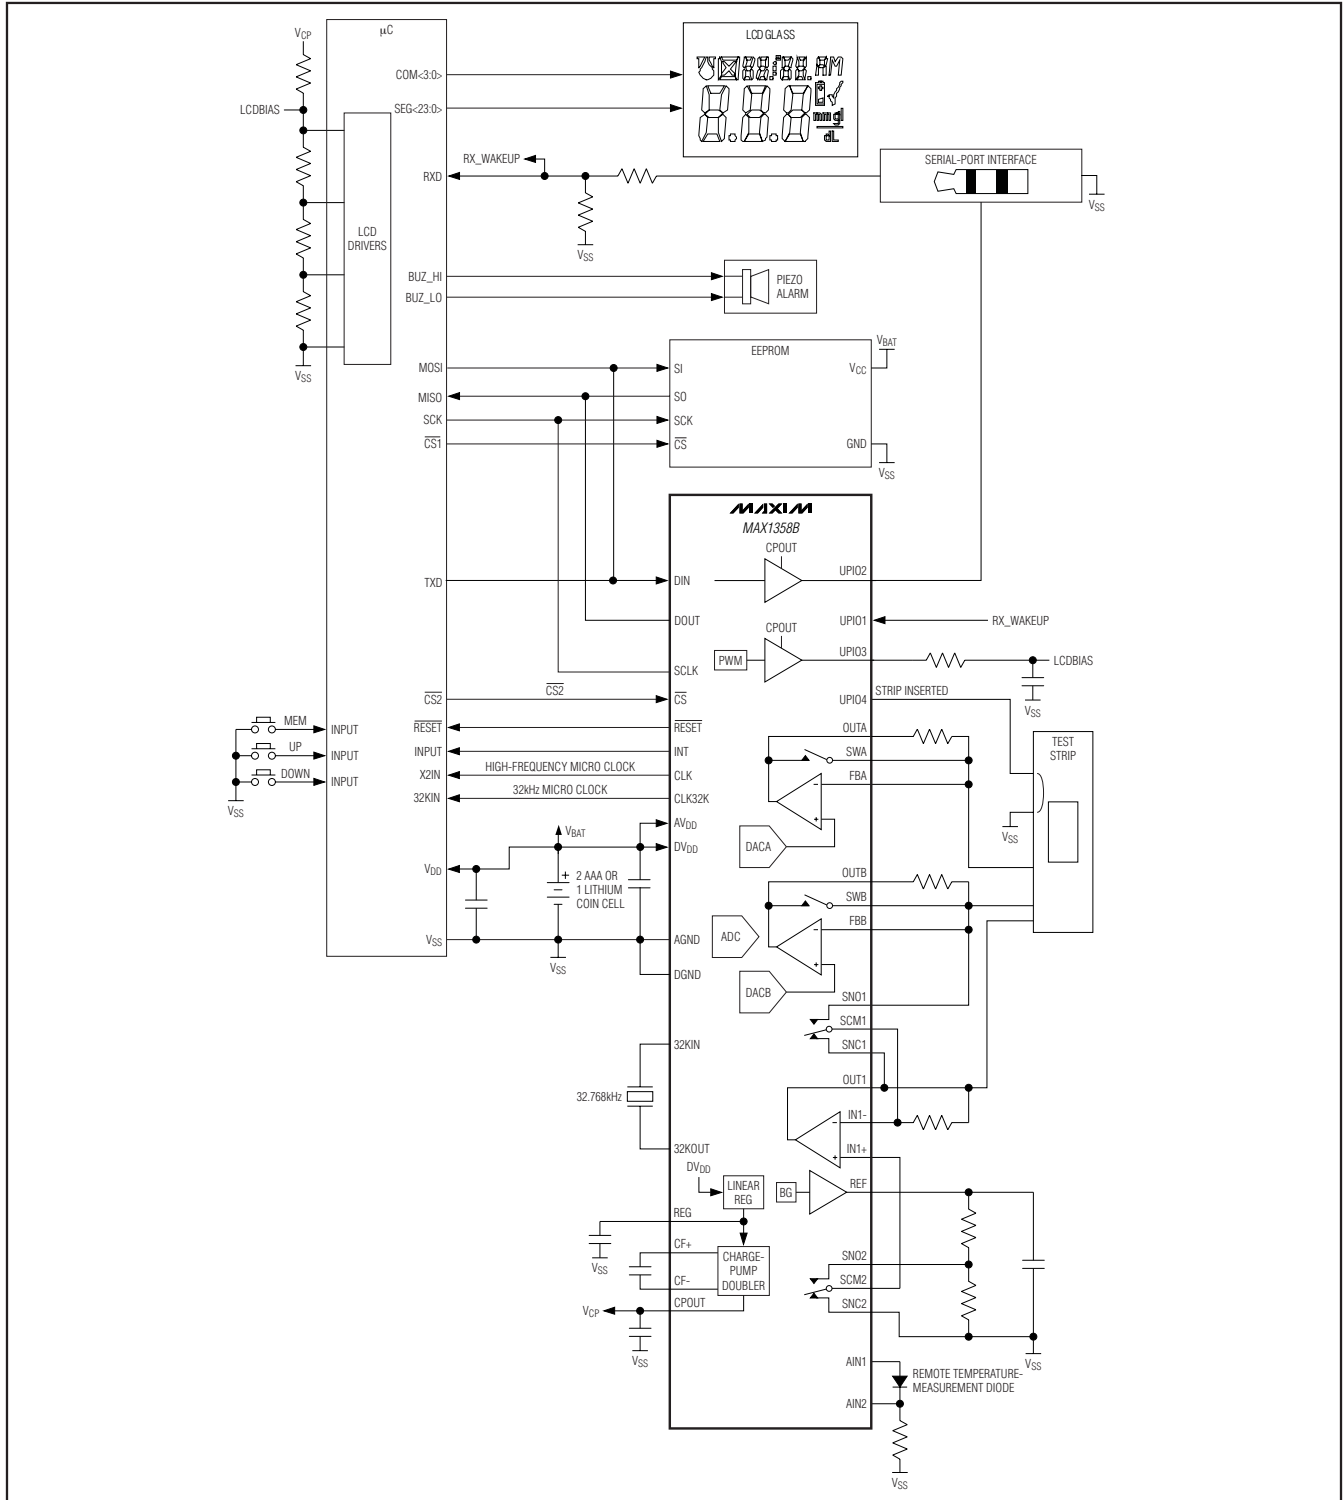 µC
VCP
LCDBIAS
LCD
DRIVERS
VSS
COM<3:0>
SEG<23:0>
LCD GLASS
AM
mmgl
dL
RX_WAKEUP
RXD
VSS
SERIAL-PORT INTERFACE
VSS
BUZ_HI
BUZ_LO
PIEZO
ALARM
EEPROM
VBAT
MOSI
SI
VCC
MISO
SO
SCK
SCK
CS1
CS
GND
VSS
MAXIM
MAX1358B
CPOUT
UPIO2
TXD
DIN
DOUT
UPIO1
RX_WAKEUP
CPOUT
PWM
UPIO3
LCDBIAS
VSS
SCLK
CS2
CS2
CS
UPIO4
STRIP INSERTED
MEM
INPUT
UP
INPUT
DOWN
INPUT
VSS
RESET
RESET
INPUT
INT
X2IN
HIGH-FREQUENCY MICRO CLOCK
CLK
32KIN
32kHz MICRO CLOCK
CLK32K
OUTA
SWA
FBA
TEST
STRIP
VSS
DACA
VBAT
AVDD
DVDD
VDD
+ 2 AAA OR
1 LITHIUM
COIN CELL
OUTB
SWB
FBB
ADC
DACB
VSS
AGND
VSS
DGND
SNO1
SCM1
SNC1
32KIN
32.768kHz
32KOUT
OUT1
IN1-
IN1+
DVDD
LINEAR
REG
BG
REF
REG
VSS
CF+
CF-
CHARGE-
PUMP
DOUBLER
CPOUT
VCP
VSS
SNO2
SCM2
SNC2
VSS
AIN1
REMOTE TEMPERATURE-
MEASUREMENT DIODE
AIN2
VSS